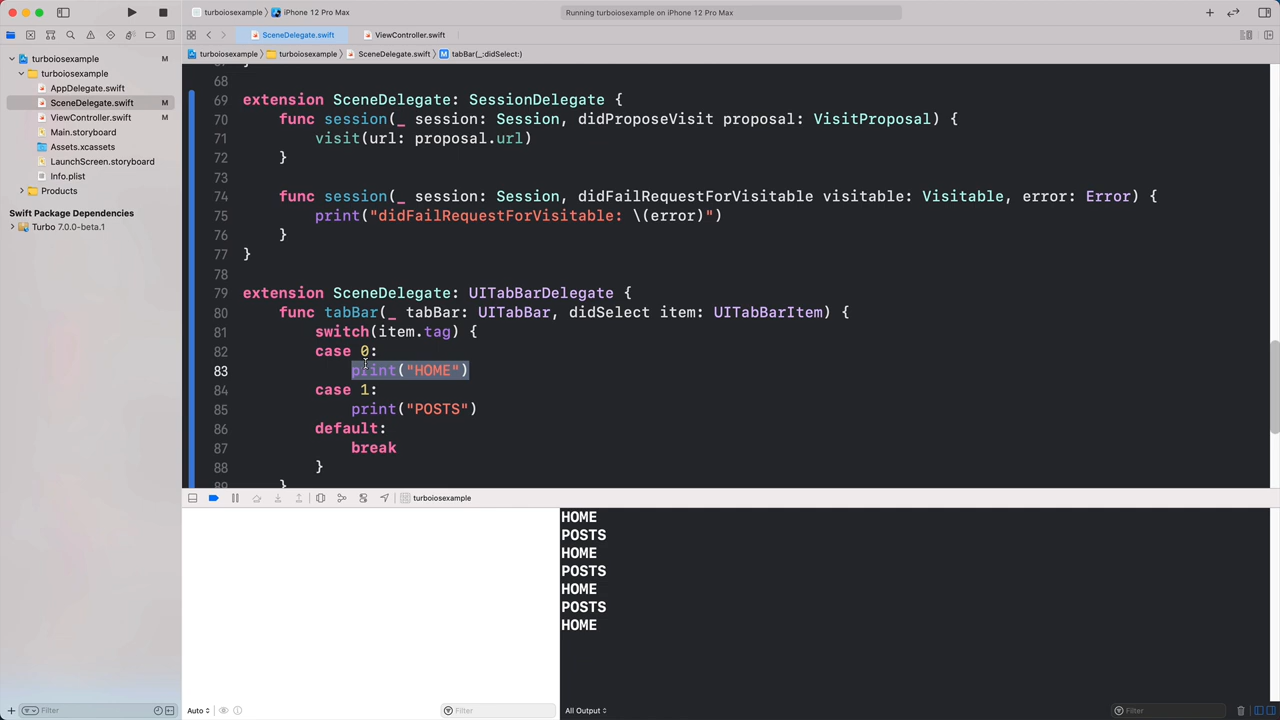 turboiosexample
iPhone 12 Pro Max
Running turboiosexample on iPhone 12 Pro Max
SceneDelegate.swift
ViewController.swift
turboiosexample
turboiosexample
SceneDelegate.swift
M
tabBar(_:didSelect:)
turboiosexample M
turboiosexample
AppDelegate.swift
SceneDelegate.swift M
ViewController.swift M
Main.storyboard
Assets.xcassets
LaunchScreen.storyboard
Info.plist
Products
Swift Package Dependencies
Turbo 7.0.0-beta.1
68
69 extension SceneDelegate: SessionDelegate {
70 func session(_ session: Session, didProposeVisit proposal: VisitProposal) {
71 visit(url: proposal.url)
72 }
73
74 func session(_ session: Session, didFailRequestForVisitable visitable: Visitable, error: Error) {
75 print("didFailRequestForVisitable: \(error)")
76 }
77 }
78
79 extension SceneDelegate: UITabBarDelegate {
80 func tabBar(_ tabBar: UITabBar, didSelect item: UITabBarItem) {
81 switch(item.tag) {
82 case 0:
83 print("HOME")
84 case 1:
85 print("POSTS")
86 default:
87 break
88 }
89 }
turboiosexample
HOME
POSTS
HOME
POSTS
HOME
POSTS
HOME
Filter
Auto
Filter
All Output
Filter